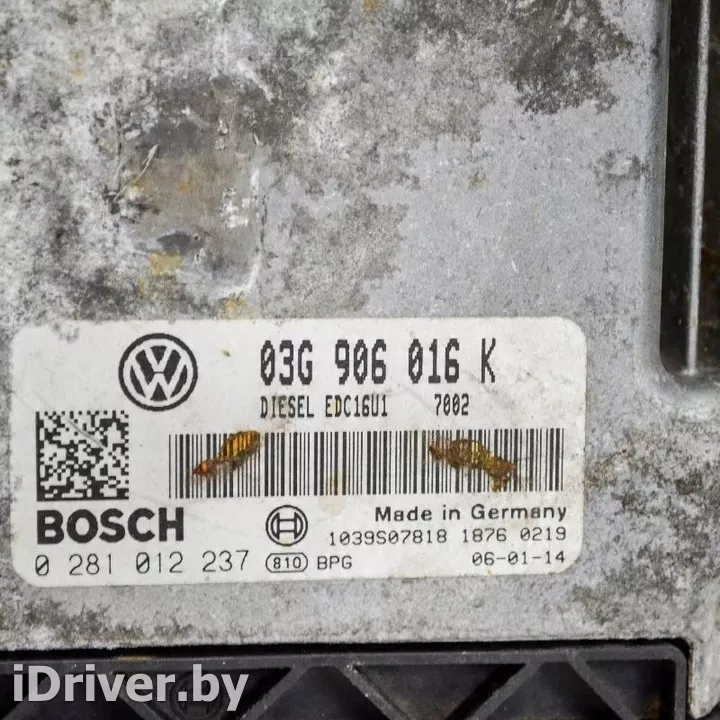 03G 906 016 K
DIESEL EDC16U1 7002
BOSCH
Made in Germany
1039S07818 1876 0219
0 281 012 237 810 BPG 06-01-14
iDriver.by